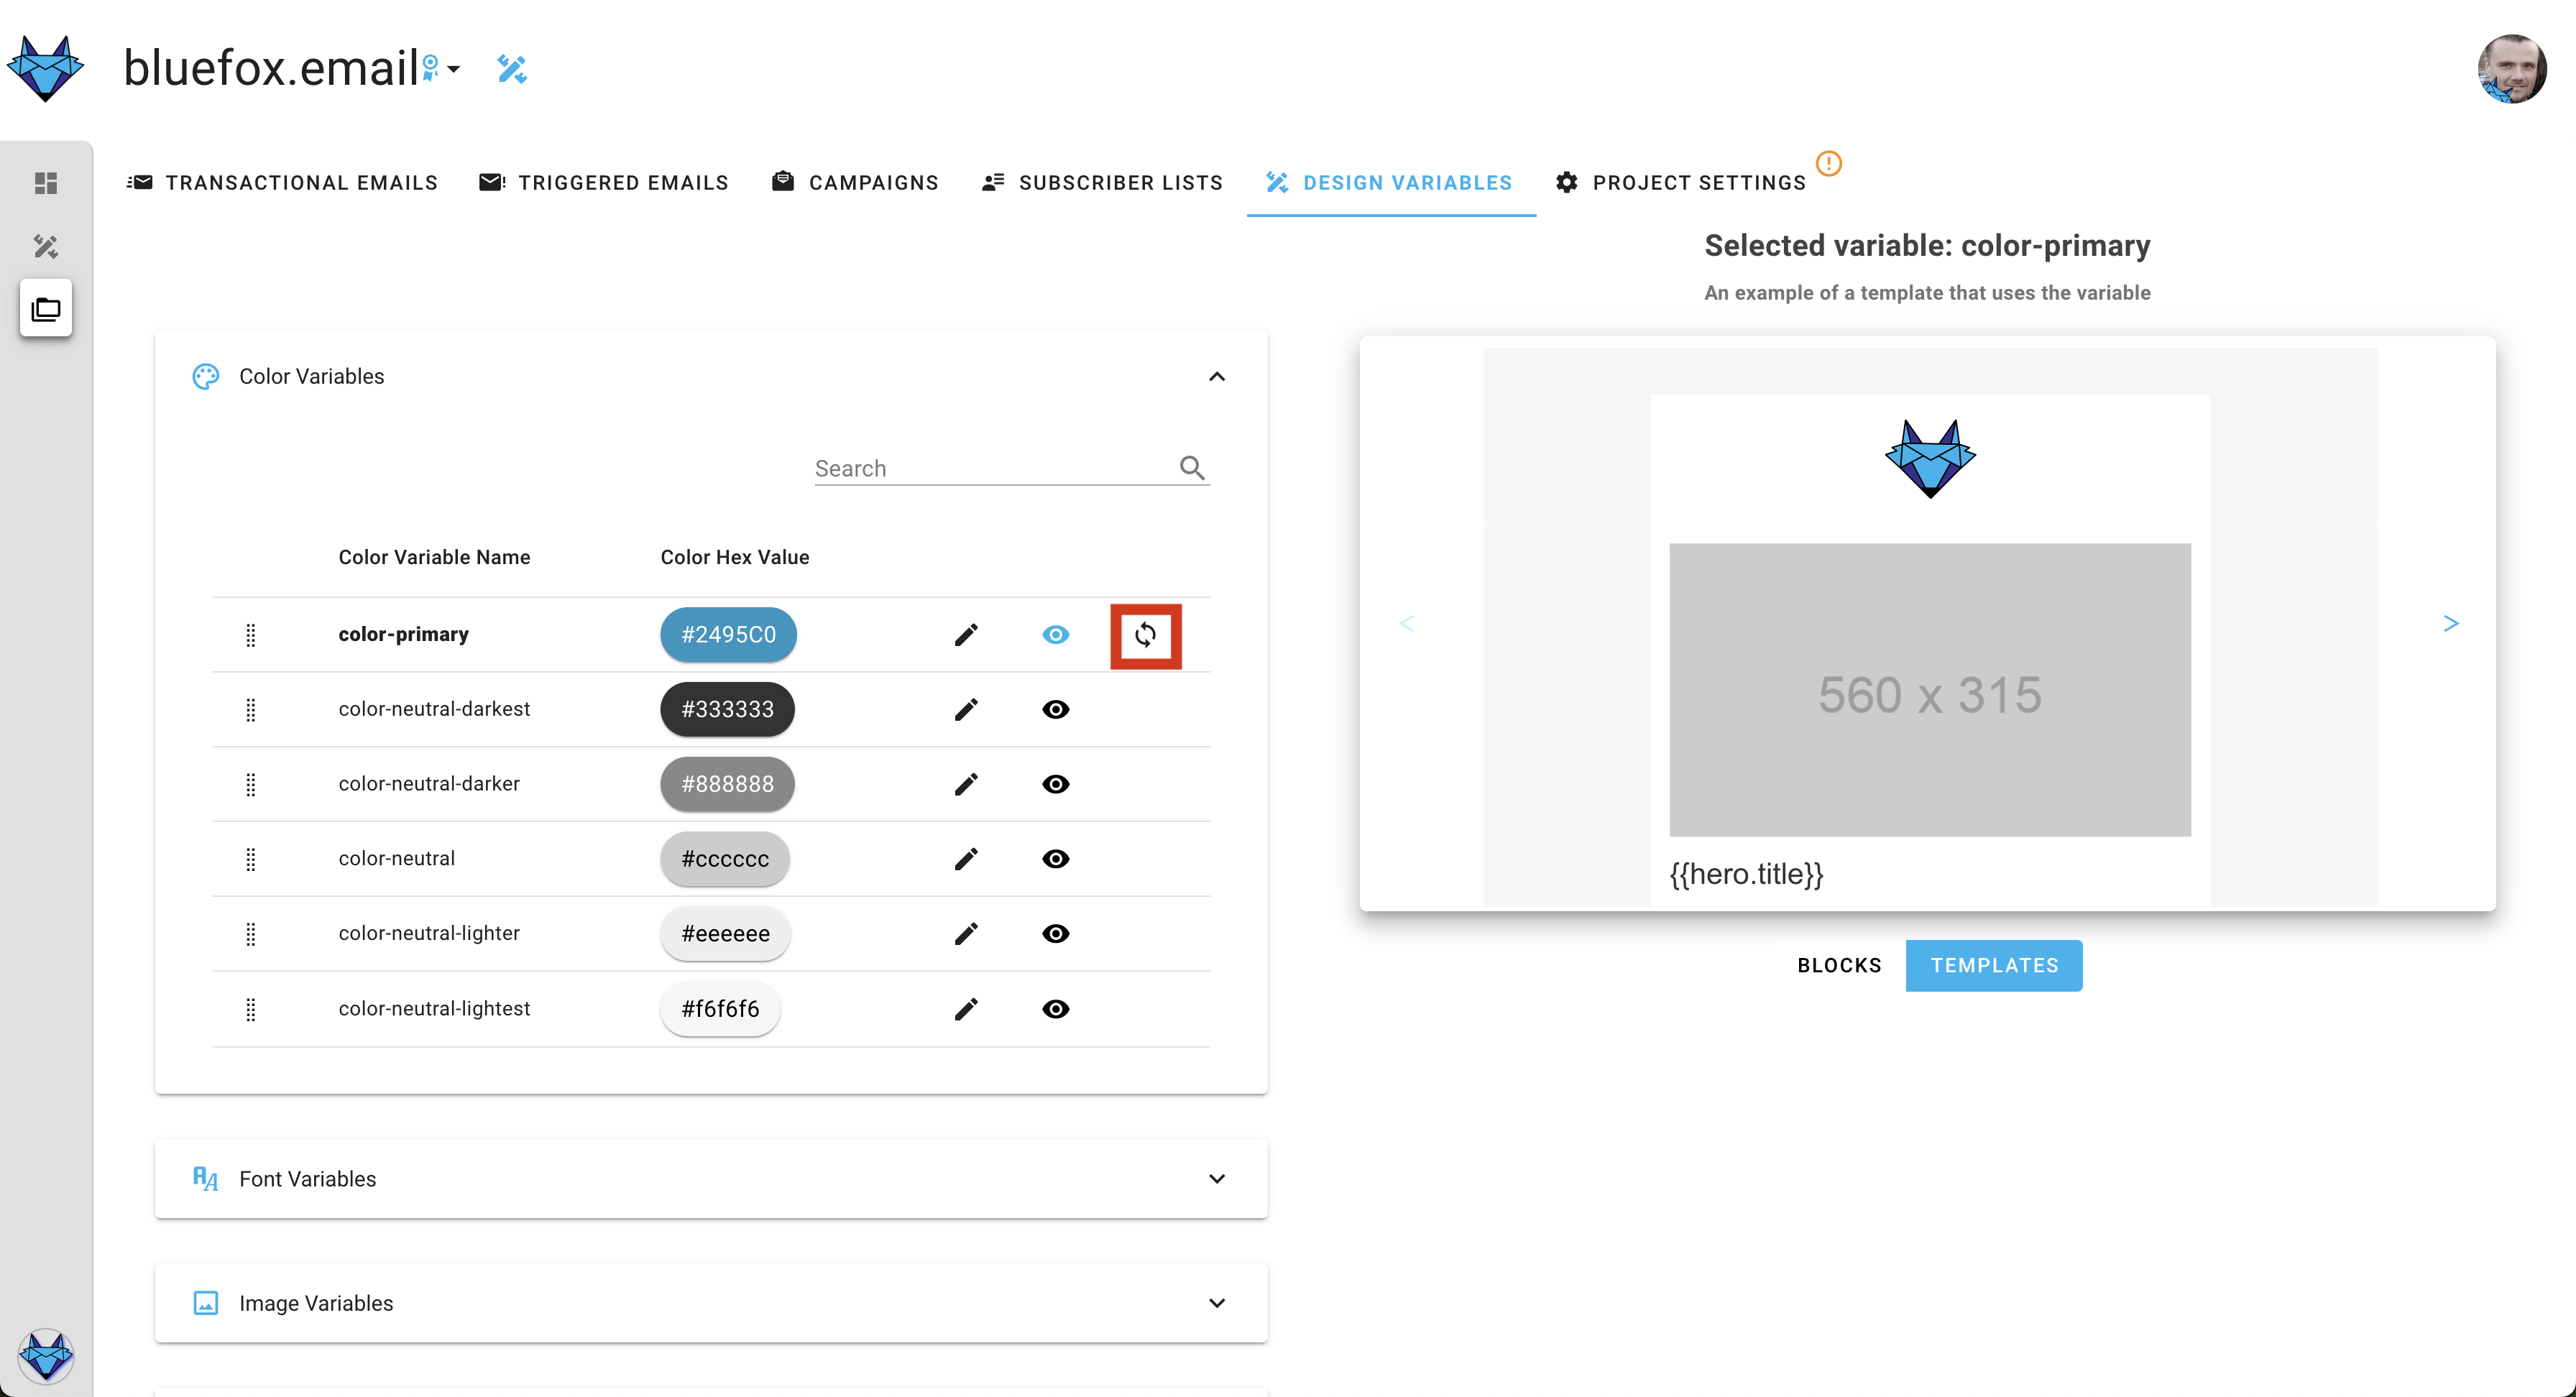 bluefox.email
TRANSACTIONAL EMAILS
TRIGGERED EMAILS
CAMPAIGNS
SUBSCRIBER LISTS
DESIGN VARIABLES
PROJECT SETTINGS
Selected variable: color-primary
An example of a template that uses the variable
Color Variables
Search
Color Variable Name Color Hex Value
color-primary #2495C0
color-neutral-darkest #333333
color-neutral-darker #888888
color-neutral #cccccc
color-neutral-lighter #eeeeee
color-neutral-lightest #f6f6f6
Font Variables
Image Variables
<
560 x 315
>
{{hero.title}}
BLOCKS
TEMPLATES